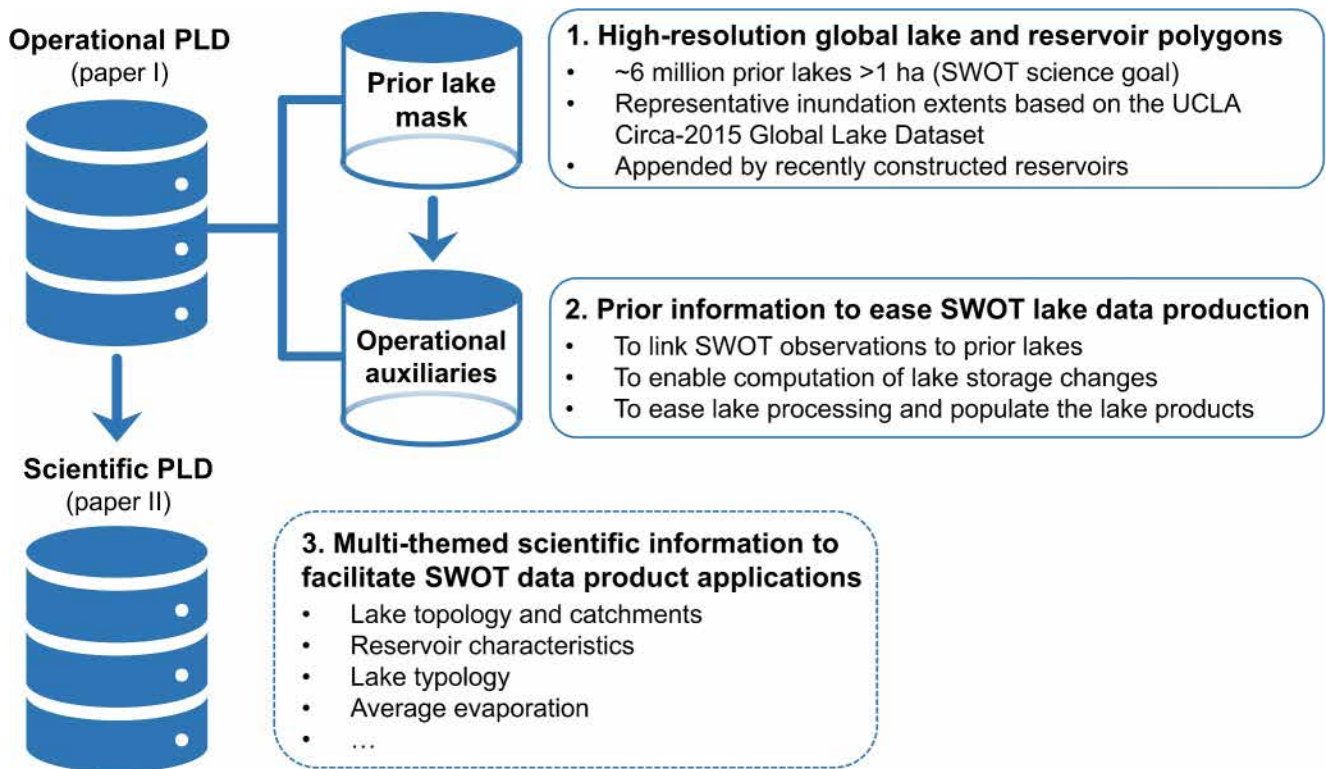 Operational PLD
(paper I)
Prior lake
mask
1. High-resolution global lake and reservoir polygons
• ~6 million prior lakes >1 ha (SWOT science goal)
• Representative inundation extents based on the UCLA
Circa-2015 Global Lake Dataset
• Appended by recently constructed reservoirs
Operational
auxiliaries
2. Prior information to ease SWOT lake data production
• To link SWOT observations to prior lakes
• To enable computation of lake storage changes
• To ease lake processing and populate the lake products
Scientific PLD
(paper II)
3. Multi-themed scientific information to
facilitate SWOT data product applications
• Lake topology and catchments
• Reservoir characteristics
• Lake typology
• Average evaporation
• …